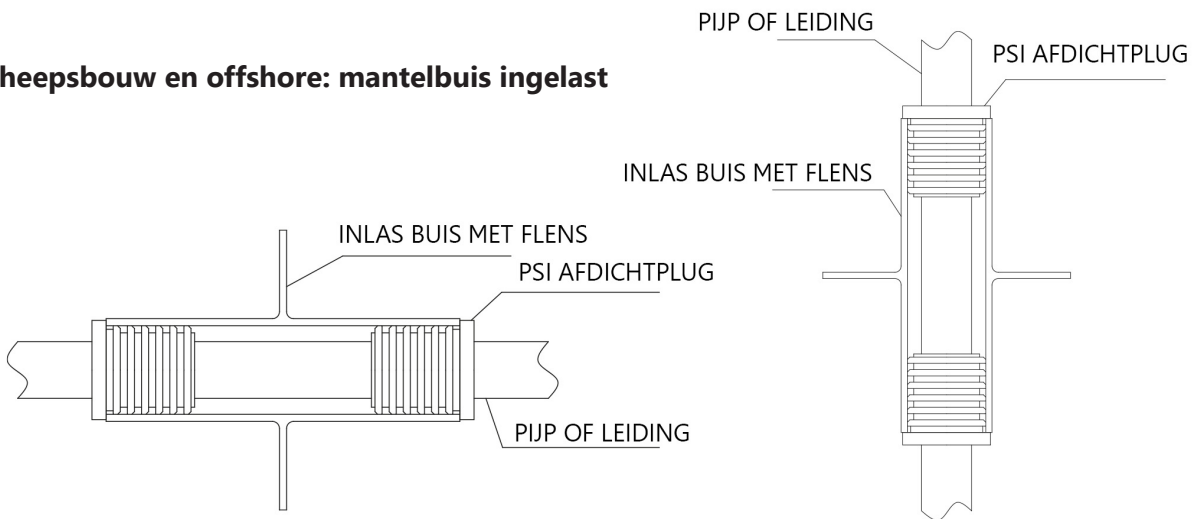 heepsbouw en offshore: mantelbuis ingelast
INLAS BUIS MET FLENS
PSI AFDICHTPLUG
PIJP OF LEIDING
PIJP OF LEIDING
PSI AFDICHTPLUG
INLAS BUIS MET FLENS